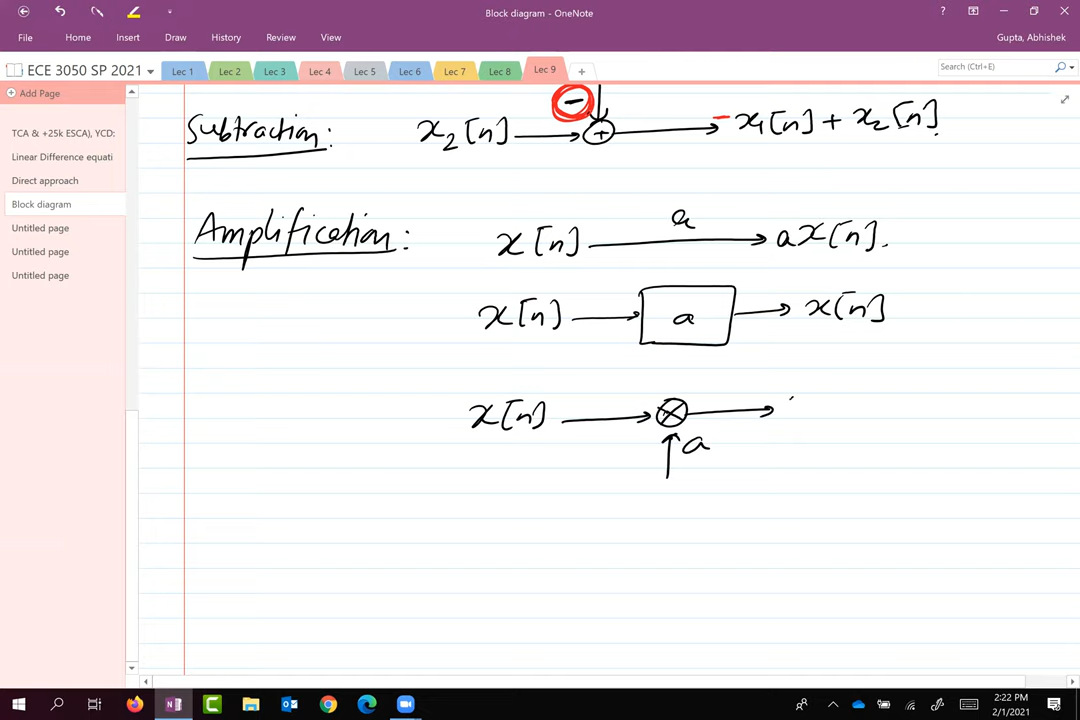 Block diagram - OneNote
?
File Home Insert Draw History Review View
Gupta, Abhishek
ECE 3050 SP 2021
Lec 1 Lec 2 Lec 3 Lec 4 Lec 5 Lec 6 Lec 7 Lec 8 Lec 9 +
Search (Ctrl+E)
Add Page
TCA & +25k ESCA), YCD:
Linear Difference equati
Direct approach
Block diagram
Untitled page
Untitled page
Untitled page
−
Subtraction: x₂[n] → + → −x₁[n] + x₂[n].
a
Amplification: x[n] → ax[n].
x[n] → a → x[n]
x[n] → ⊗ →
↑ a
2:22 PM
2/1/2021